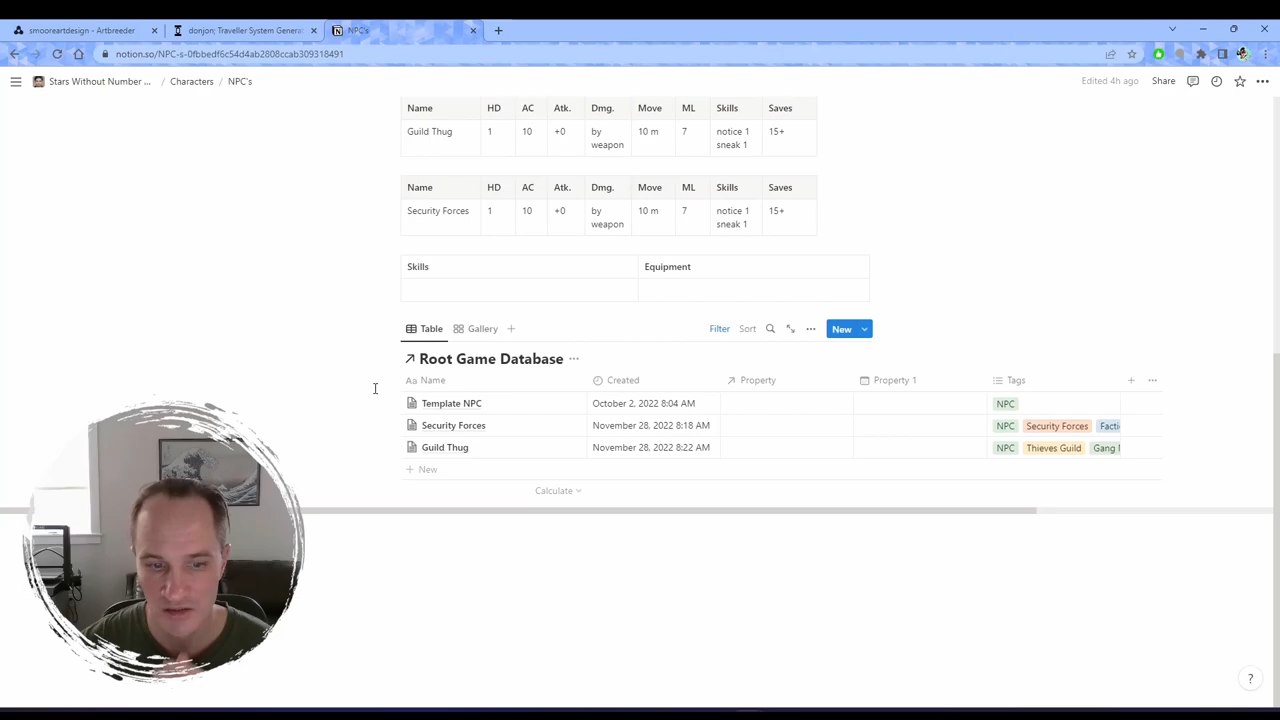 smooreartdesign - Artbreeder
donjon; Traveller System Generat
NPC's
notion.so/NPC-s-0fbbedf6c54d4ab2808ccab309318491
Stars Without Number ... / Characters / NPC's
Edited 4h ago Share
Name HD AC Atk. Dmg. Move ML Skills Saves
Guild Thug 1 10 +0 by weapon 10 m 7 notice 1 sneak 1 15+
Name HD AC Atk. Dmg. Move ML Skills Saves
Security Forces 1 10 +0 by weapon 10 m 7 notice 1 sneak 1 15+
Skills Equipment
Table Gallery Filter Sort New
Root Game Database
Aa Name Created Property Property 1 Tags
Template NPC October 2, 2022 8:04 AM NPC
Security Forces November 28, 2022 8:18 AM NPC Security Forces Facti
Guild Thug November 28, 2022 8:22 AM NPC Thieves Guild Gang
New
Calculate
?